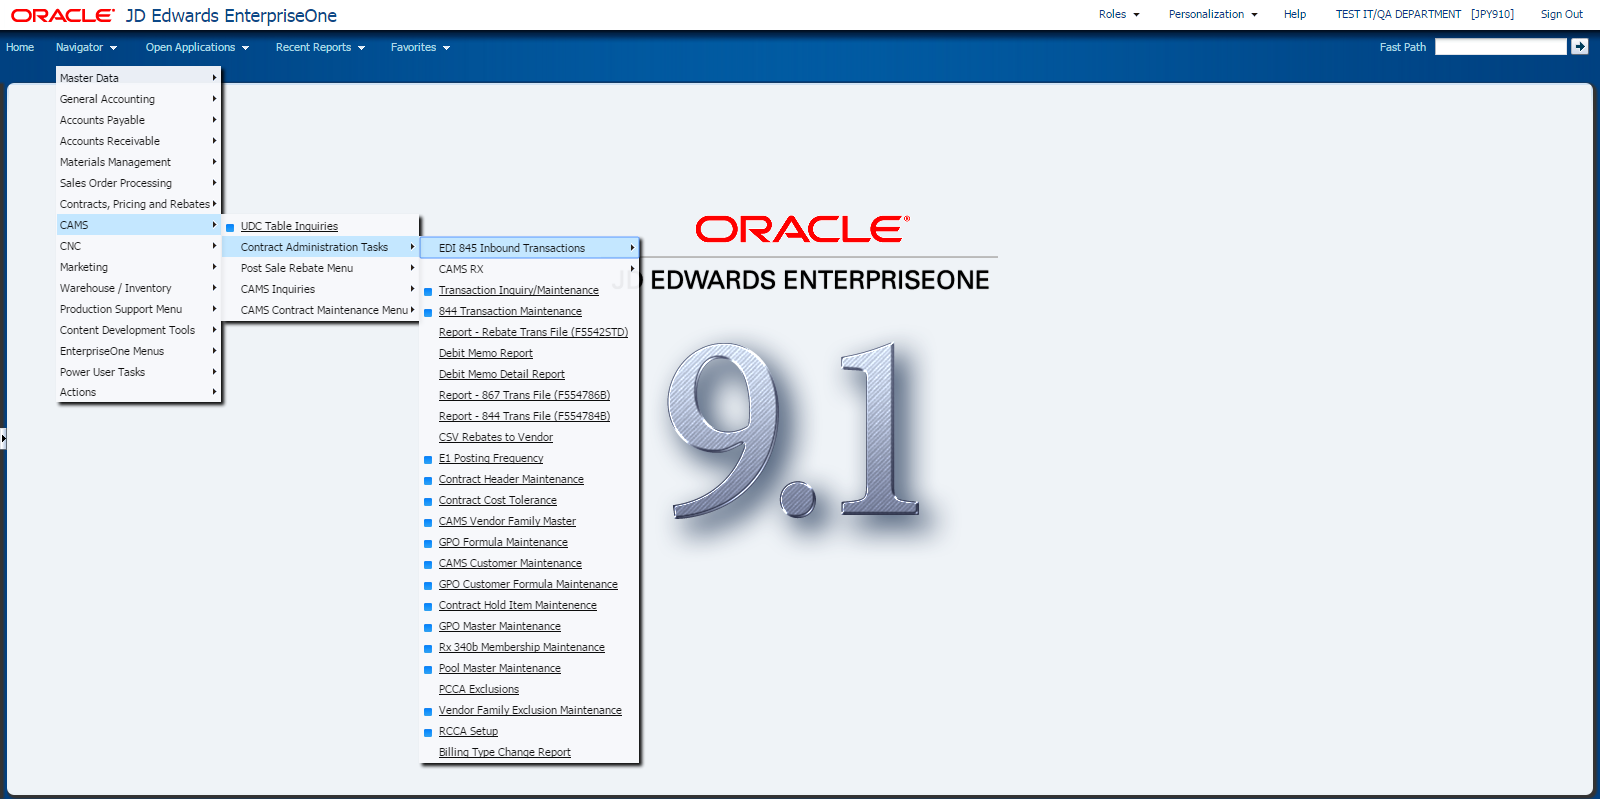 ORACLE® JD Edwards EnterpriseOne
Roles Personalization Help TEST IT/QA DEPARTMENT [JPY910] Sign Out
Home Navigator Open Applications Recent Reports Favorites Fast Path
Master Data
General Accounting
Accounts Payable
Accounts Receivable
Materials Management
Sales Order Processing
Contracts, Pricing and Rebates
CAMS
CNC
Marketing
Warehouse / Inventory
Production Support Menu
Content Development Tools
EnterpriseOne Menus
Power User Tasks
Actions
UDC Table Inquiries
Contract Administration Tasks
Post Sale Rebate Menu
CAMS Inquiries
CAMS Contract Maintenance Menu
EDI 845 Inbound Transactions
CAMS RX
Transaction Inquiry/Maintenance
844 Transaction Maintenance
Report - Rebate Trans File (F5542STD)
Debit Memo Report
Debit Memo Detail Report
Report - 867 Trans File (F554786B)
Report - 844 Trans File (F554784B)
CSV Rebates to Vendor
E1 Posting Frequency
Contract Header Maintenance
Contract Cost Tolerance
CAMS Vendor Family Master
GPO Formula Maintenance
CAMS Customer Maintenance
GPO Customer Formula Maintenance
Contract Hold Item Maintenence
GPO Master Maintenance
Rx 340b Membership Maintenance
Pool Master Maintenance
PCCA Exclusions
Vendor Family Exclusion Maintenance
RCCA Setup
Billing Type Change Report
ORACLE®
JD EDWARDS ENTERPRISEONE
9.1